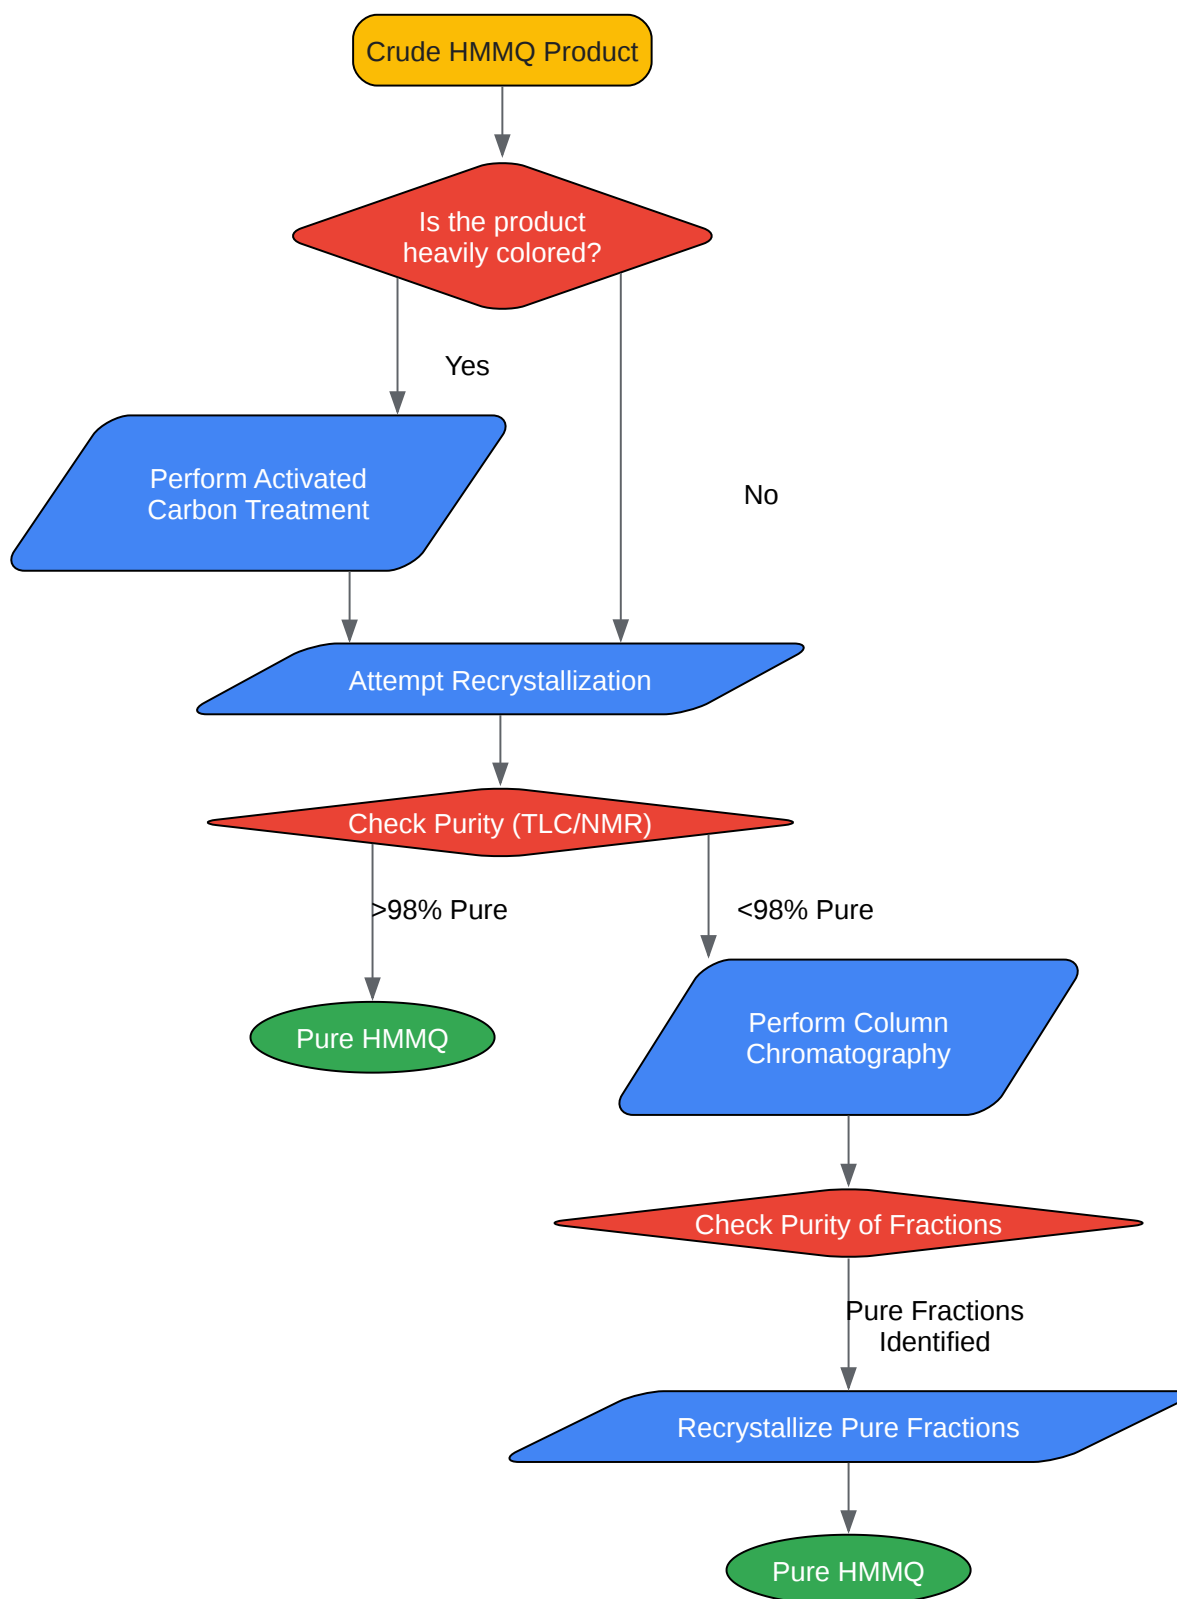 Crude HMMQ Product
Is the product
heavily colored?
Yes
Perform Activated
Carbon Treatment
No
Attempt Recrystallization
Check Purity (TLC/NMR)
>98% Pure
<98% Pure
Pure HMMQ
Perform Column
Chromatography
Check Purity of Fractions
Pure Fractions
Identified
Recrystallize Pure Fractions
Pure HMMQ